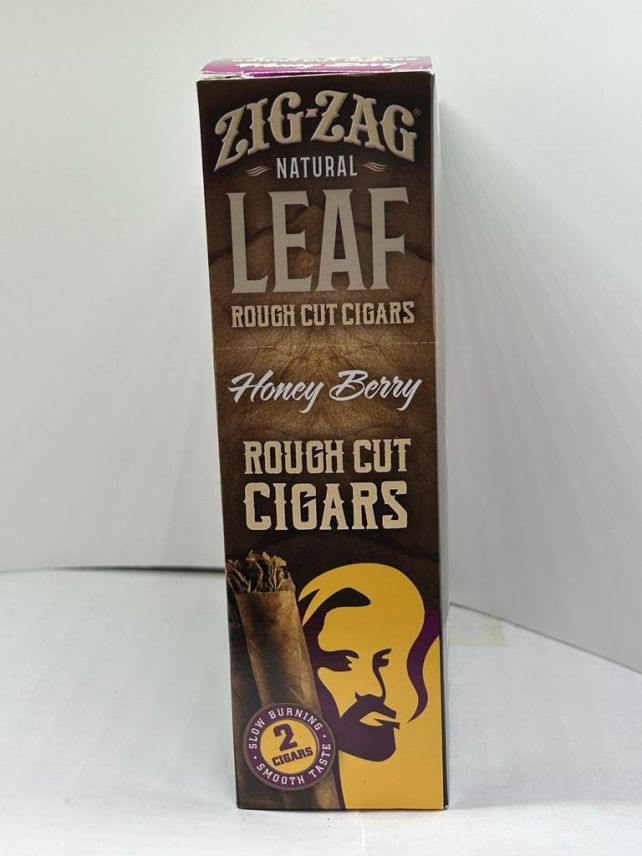 ZIG-ZAG®
NATURAL
LEAF
ROUGH CUT CIGARS
Honey Berry
ROUGH CUT
CIGARS
SLOW BURNING
2
CIGARS
SMOOTH TASTE